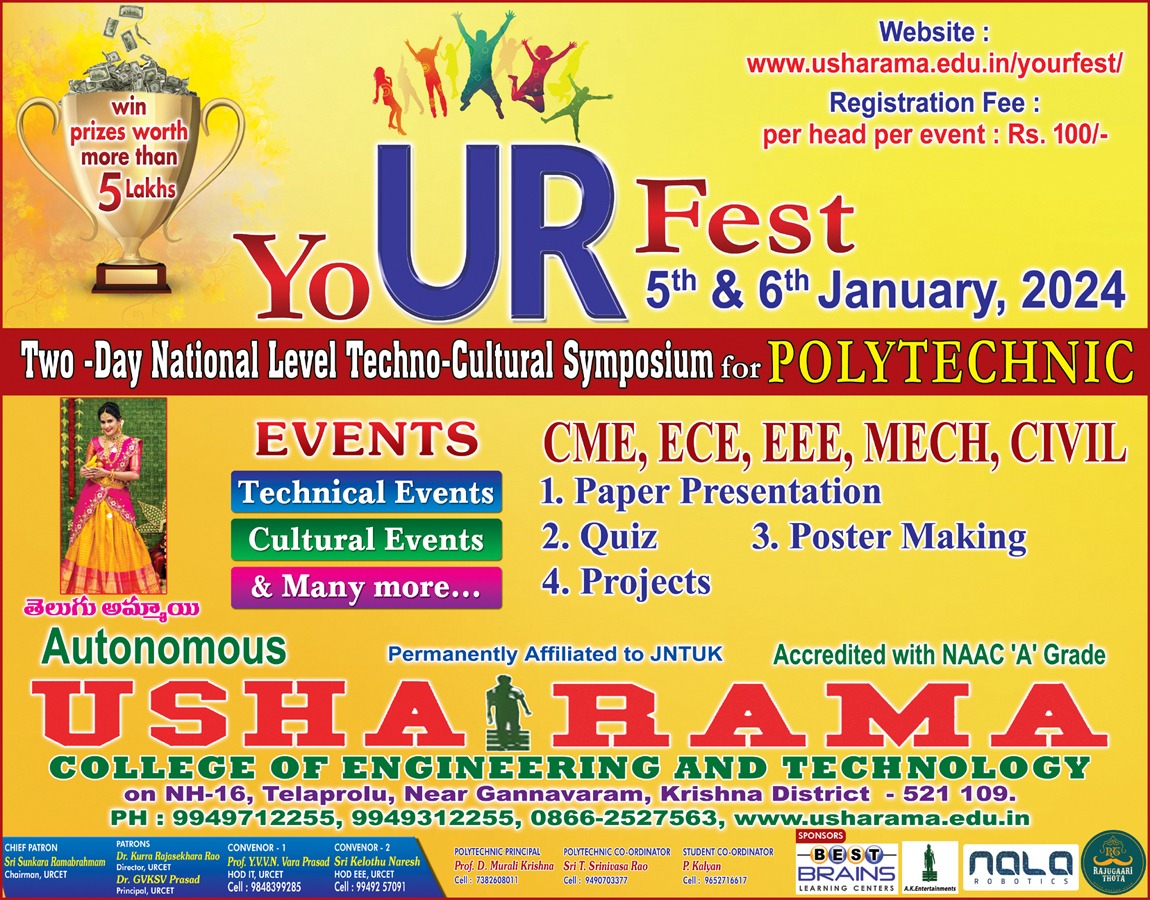 win
prizes worth
more than
5 Lakhs
Website :
www.usharama.edu.in/yourfest/
Registration Fee :
per head per event : Rs. 100/-
YoUR Fest
5th & 6th January, 2024
Two -Day National Level Techno-Cultural Symposium for POLYTECHNIC
EVENTS
Technical Events
Cultural Events
& Many more...
CME, ECE, EEE, MECH, CIVIL
1. Paper Presentation
2. Quiz 3. Poster Making
4. Projects
తెలుగు అమ్మాయి
Autonomous Permanently Affiliated to JNTUK Accredited with NAAC 'A' Grade
USHA RAMA
COLLEGE OF ENGINEERING AND TECHNOLOGY
on NH-16, Telaprolu, Near Gannavaram, Krishna District - 521 109.
PH : 9949712255, 9949312255, 0866-2527563, www.usharama.edu.in
CHIEF PATRON
Sri Sunkara Ramabrahmam
Chairman, URCET
PATRONS
Dr. Kurra Rajasekhara Rao
Director, URCET
Dr. GVKSV Prasad
Principal, URCET
CONVENOR - 1
Prof. Y.V.V.N. Vara Prasad
HOD IT, URCET
Cell : 9848399285
CONVENOR - 2
Sri Kelothu Naresh
HOD EEE, URCET
Cell : 99492 57091
POLYTECHNIC PRINCIPAL
Prof. D. Murali Krishna
Cell : 7382608011
POLYTECHNIC CO-ORDINATOR
Sri T. Srinivasa Rao
Cell : 9490703377
STUDENT CO-ORDINATOR
P. Kalyan
Cell : 9652716617
SPONSORS
BEST
BRAINS
LEARNING CENTERS
A.K.Entertainments
NALA
ROBOTICS
RG
RAJUGAARI
THOTA